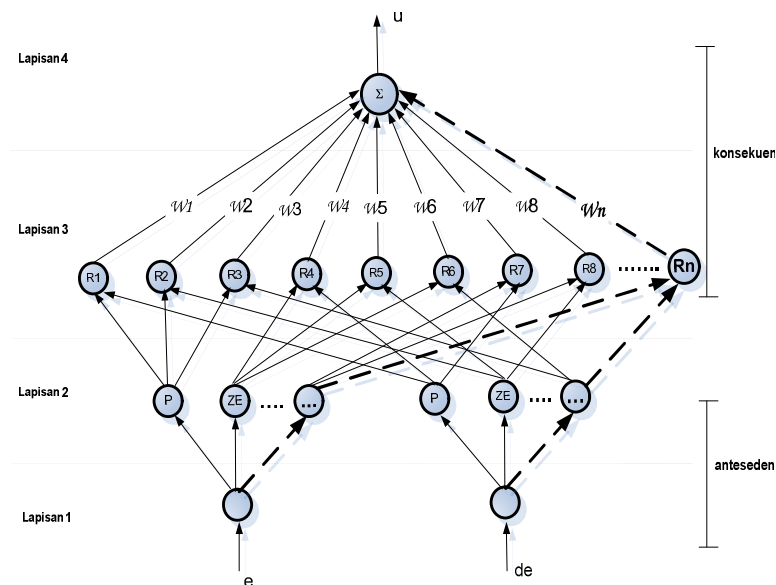 u
Lapisan 4
Σ
konsekuen
w1 w2 w3 w4 w5 w6 w7 w8 wn
Lapisan 3
R1 R2 R3 R4 R5 R6 R7 R8 ....... Rn
Lapisan 2
P ZE .... ... P ZE .... ...
anteseden
Lapisan 1
e de